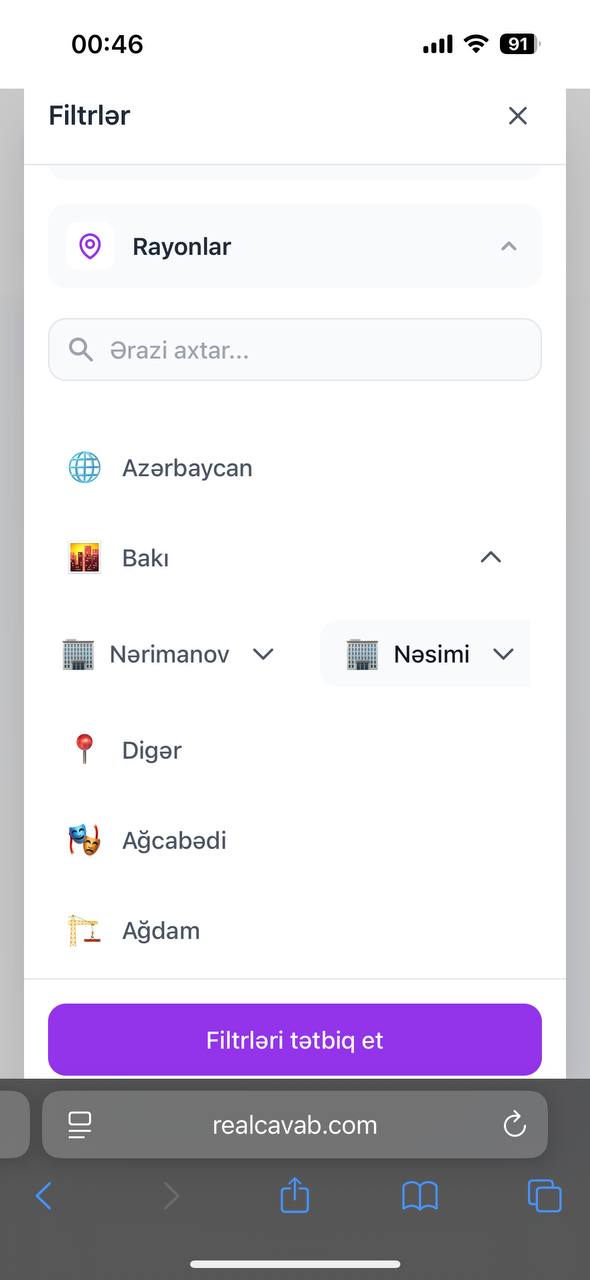 00:46
91
Filtrlər
Rayonlar
Ərazi axtar...
Azərbaycan
Bakı
Nərimanov
Nəsimi
Digər
Ağcabədi
Ağdam
Filtrləri tətbiq et
realcavab.com